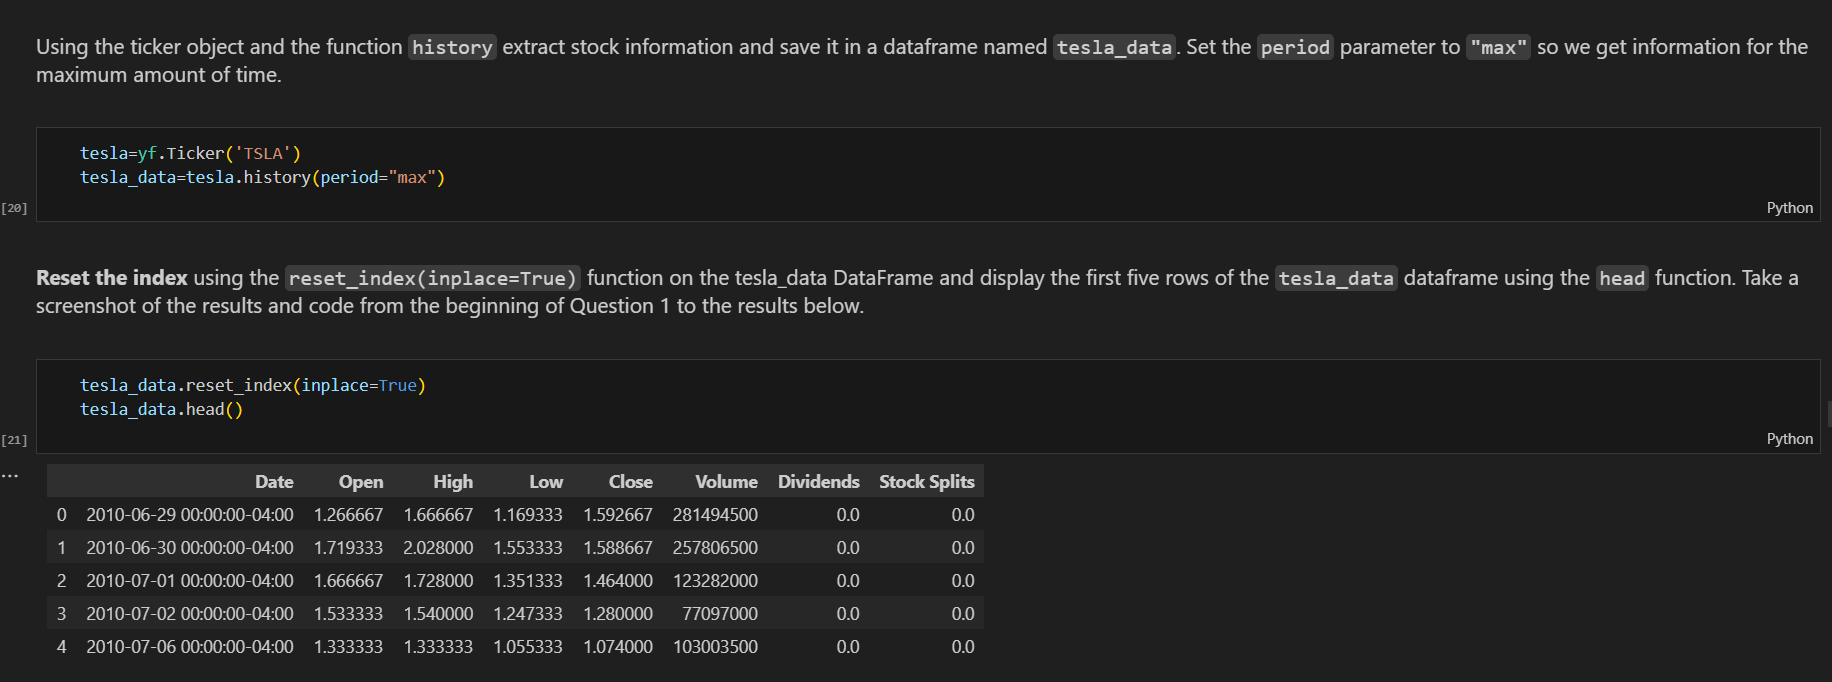 Using the ticker object and the function history extract stock information and save it in a dataframe named tesla_data. Set the period parameter to "max" so we get information for the
maximum amount of time.
tesla=yf.Ticker('TSLA')
tesla_data=tesla.history(period="max")
[20]
Python
Reset the index using the reset_index(inplace=True) function on the tesla_data DataFrame and display the first five rows of the tesla_data dataframe using the head function. Take a
screenshot of the results and code from the beginning of Question 1 to the results below.
tesla_data.reset_index(inplace=True)
tesla_data.head()
[21]
Python
...
Date Open High Low Close Volume Dividends Stock Splits
0 2010-06-29 00:00:00-04:00 1.266667 1.666667 1.169333 1.592667 281494500 0.0 0.0
1 2010-06-30 00:00:00-04:00 1.719333 2.028000 1.553333 1.588667 257806500 0.0 0.0
2 2010-07-01 00:00:00-04:00 1.666667 1.728000 1.351333 1.464000 123282000 0.0 0.0
3 2010-07-02 00:00:00-04:00 1.533333 1.540000 1.247333 1.280000 77097000 0.0 0.0
4 2010-07-06 00:00:00-04:00 1.333333 1.333333 1.055333 1.074000 103003500 0.0 0.0